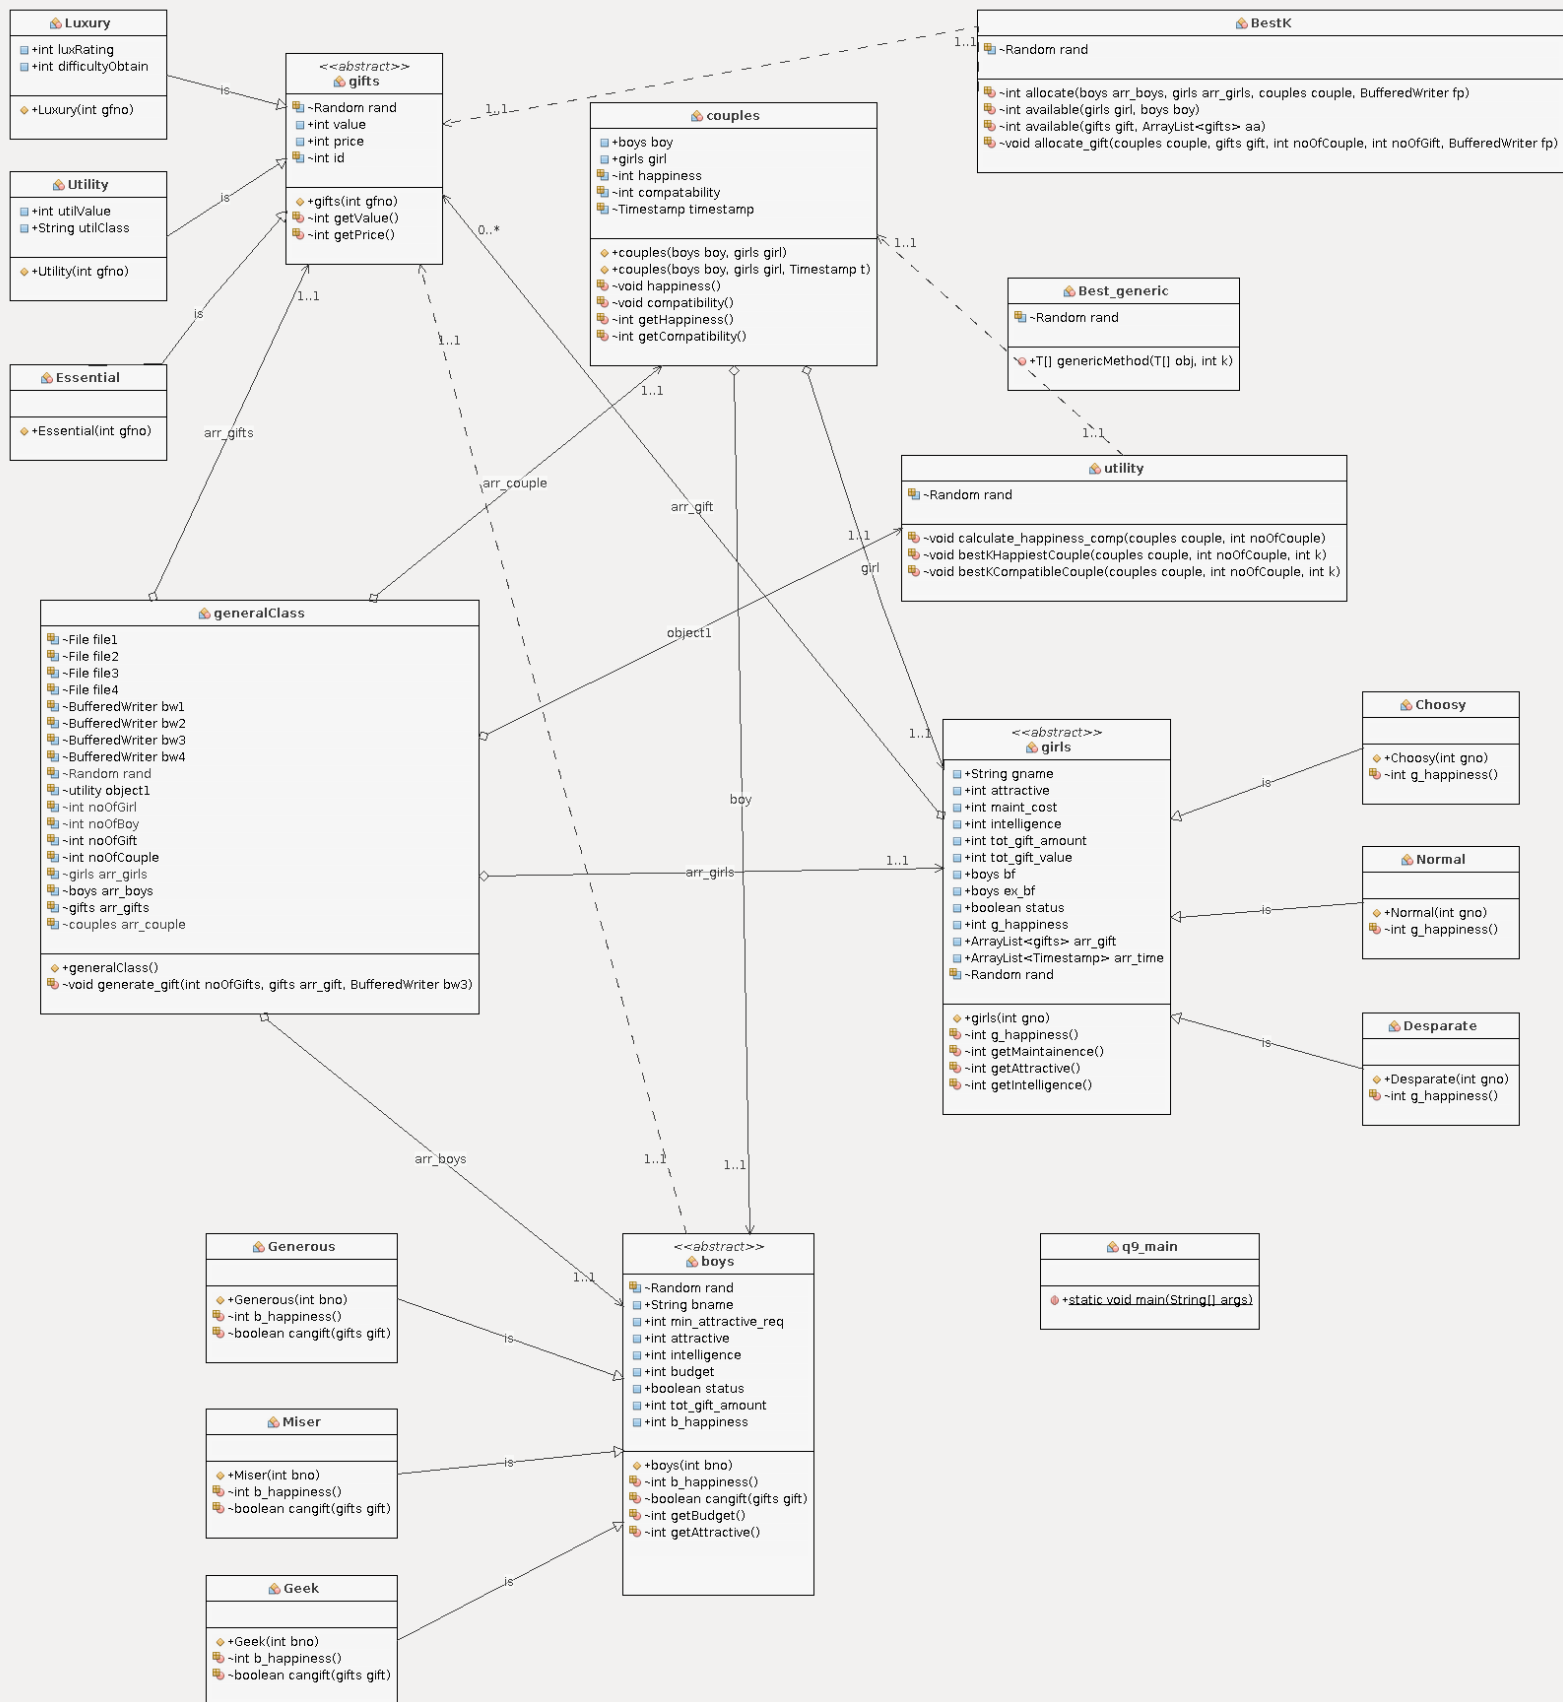 Luxury
+int luxRating
+int difficultyObtain
+Luxury(int gfno)
Utility
+int utilValue
+String utilClass
+Utility(int gfno)
Essential
+Essential(int gfno)
is
is
is
<<abstract>>
gifts
~Random rand
+int value
+int price
~int id
+gifts(int gfno)
~int getValue()
~int getPrice()
1..1
1..1
0..*
1..1
1..1
arr_gifts
BestK
~Random rand
~int allocate(boys arr_boys, girls arr_girls, couples couple, BufferedWriter fp)
~int available(girls girl, boys boy)
~int available(gifts gift, ArrayList<gifts> aa)
~void allocate_gift(couples couple, gifts gift, int noOfCouple, int noOfGift, BufferedWriter fp)
couples
+boys boy
+girls girl
~int happiness
~int compatability
~Timestamp timestamp
+couples(boys boy, girls girl)
+couples(boys boy, girls girl, Timestamp t)
~void happiness()
~void compatibility()
~int getHappiness()
~int getCompatibility()
1..1
1..1
Best_generic
~Random rand
+T[] genericMethod(T[] obj, int k)
1..1
utility
~Random rand
~void calculate_happiness_comp(couples couple, int noOfCouple)
~void bestKHappiestCouple(couples couple, int noOfCouple, int k)
~void bestKCompatibleCouple(couples couple, int noOfCouple, int k)
arr_couple
arr_gift
1..1
girl
object1
generalClass
~File file1
~File file2
~File file3
~File file4
~BufferedWriter bw1
~BufferedWriter bw2
~BufferedWriter bw3
~BufferedWriter bw4
~Random rand
~utility object1
~int noOfGirl
~int noOfBoy
~int noOfGift
~int noOfCouple
~girls arr_girls
~boys arr_boys
~gifts arr_gifts
~couples arr_couple
+generalClass()
~void generate_gift(int noOfGifts, gifts arr_gift, BufferedWriter bw3)
boy
arr_girls
1..1
1..1
<<abstract>>
girls
+String gname
+int attractive
+int maint_cost
+int intelligence
+int tot_gift_amount
+int tot_gift_value
+boys bf
+boys ex_bf
+boolean status
+int g_happiness
+ArrayList<gifts> arr_gift
+ArrayList<Timestamp> arr_time
~Random rand
+girls(int gno)
~int g_happiness()
~int getMaintainence()
~int getAttractive()
~int getIntelligence()
is
is
is
Choosy
+Choosy(int gno)
~int g_happiness()
Normal
+Normal(int gno)
~int g_happiness()
Desparate
+Desparate(int gno)
~int g_happiness()
arr_boys
1..1
1..1
1..1
Generous
+Generous(int bno)
~int b_happiness()
~boolean cangift(gifts gift)
Miser
+Miser(int bno)
~int b_happiness()
~boolean cangift(gifts gift)
Geek
+Geek(int bno)
~int b_happiness()
~boolean cangift(gifts gift)
is
is
is
<<abstract>>
boys
~Random rand
+String bname
+int min_attractive_req
+int attractive
+int intelligence
+int budget
+boolean status
+int tot_gift_amount
+int b_happiness
+boys(int bno)
~int b_happiness()
~boolean cangift(gifts gift)
~int getBudget()
~int getAttractive()
q9_main
+static void main(String[] args)